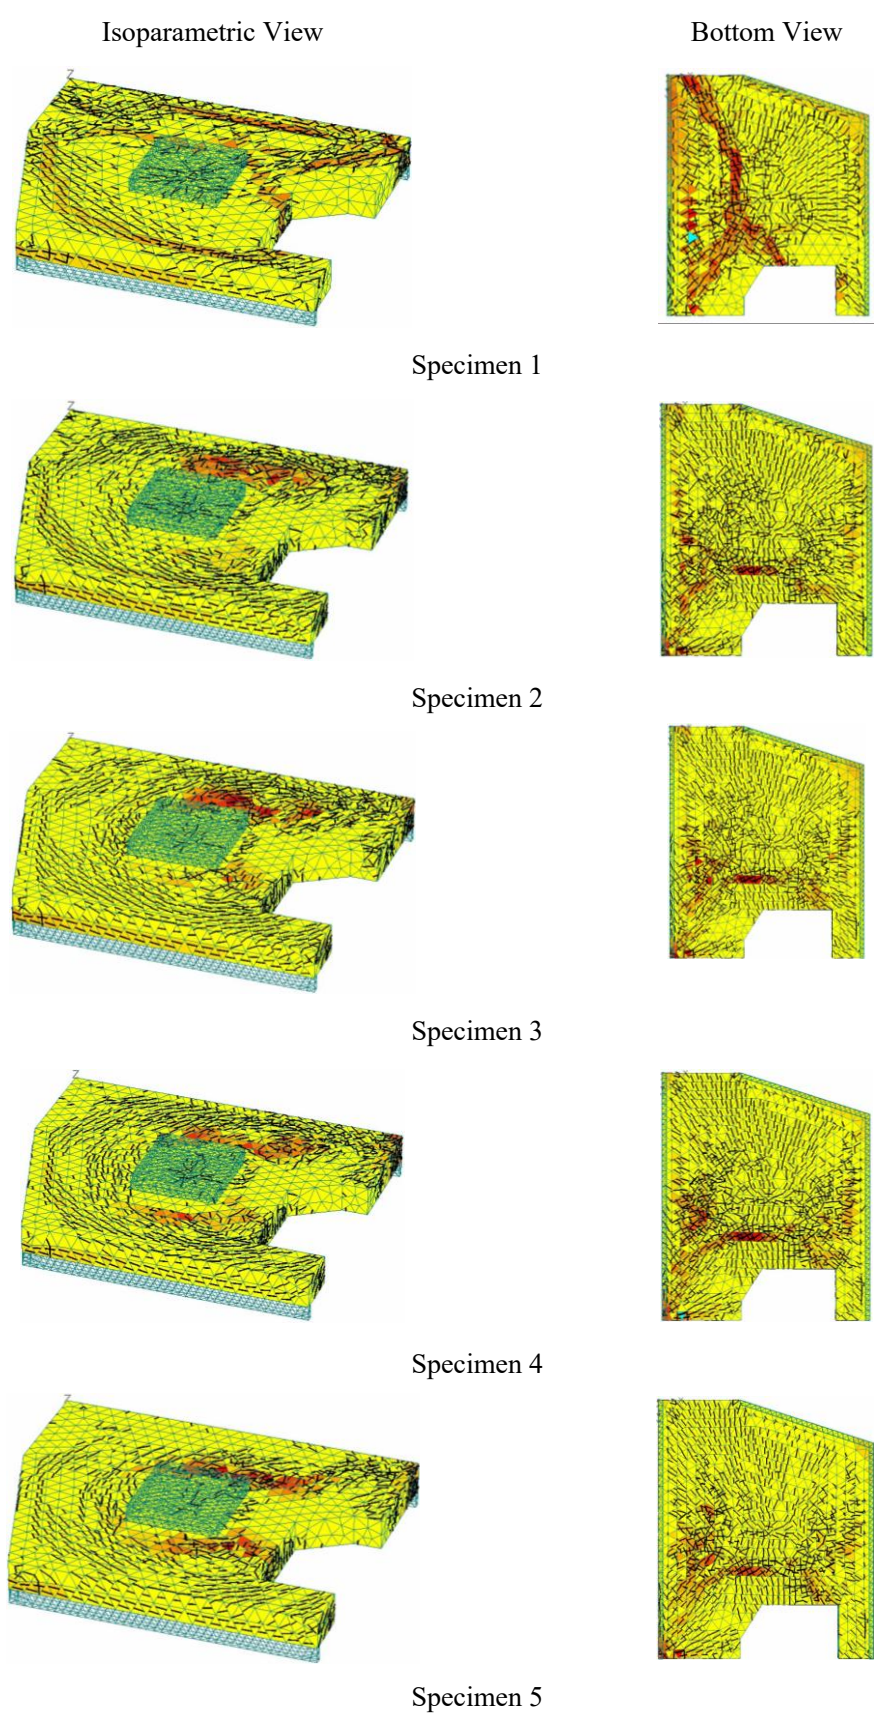 Isoparametric View Bottom View
Z
Specimen 1
Z
Specimen 2
Z
Specimen 3
Z
Specimen 4
Z
Specimen 5